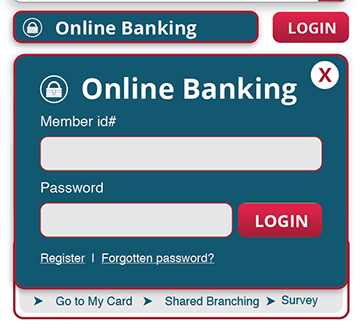 Online Banking LOGIN
X
Online Banking
Member id#
Password
LOGIN
Register | Forgotten password?
➤ Go to My Card ➤ Shared Branching ➤ Survey